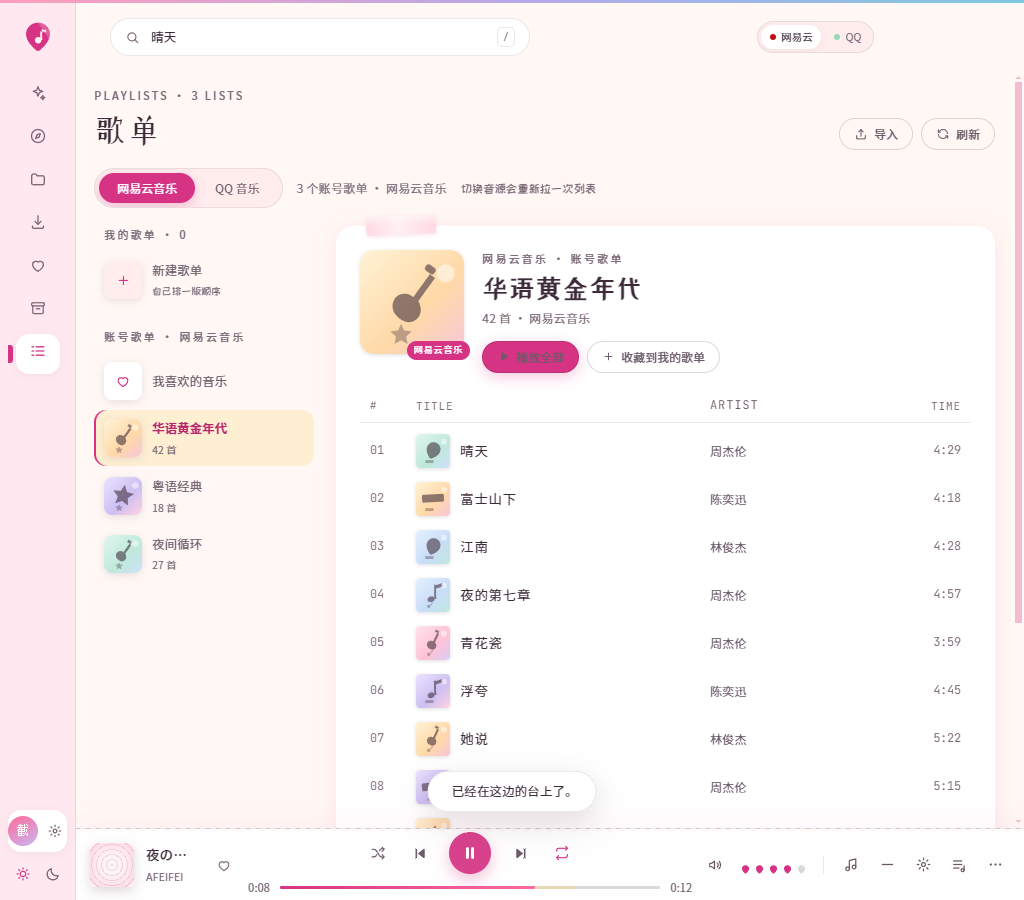 晴天
/
网易云
QQ
PLAYLISTS • 3 LISTS
歌单
导入
刷新
网易云音乐
QQ 音乐
3 个账号歌单 • 网易云音乐
切换音源会重新拉一次列表
我的歌单 • 0
新建歌单
自己排一版顺序
账号歌单 • 网易云音乐
我喜欢的音乐
华语黄金年代
42 首
粤语经典
18 首
夜间循环
27 首
网易云音乐
网易云音乐 • 账号歌单
华语黄金年代
42 首 • 网易云音乐
播放全部
收藏到我的歌单
# TITLE ARTIST TIME
01 晴天 周杰伦 4:29
02 富士山下 陈奕迅 4:18
03 江南 林俊杰 4:28
04 夜的第七章 周杰伦 4:57
05 青花瓷 周杰伦 3:59
06 浮夸 陈奕迅 4:45
07 她说 林俊杰 5:22
08 周杰伦 5:15
已经在这边的台上了。
截
夜の…
AFEIFEI
0:08
0:12